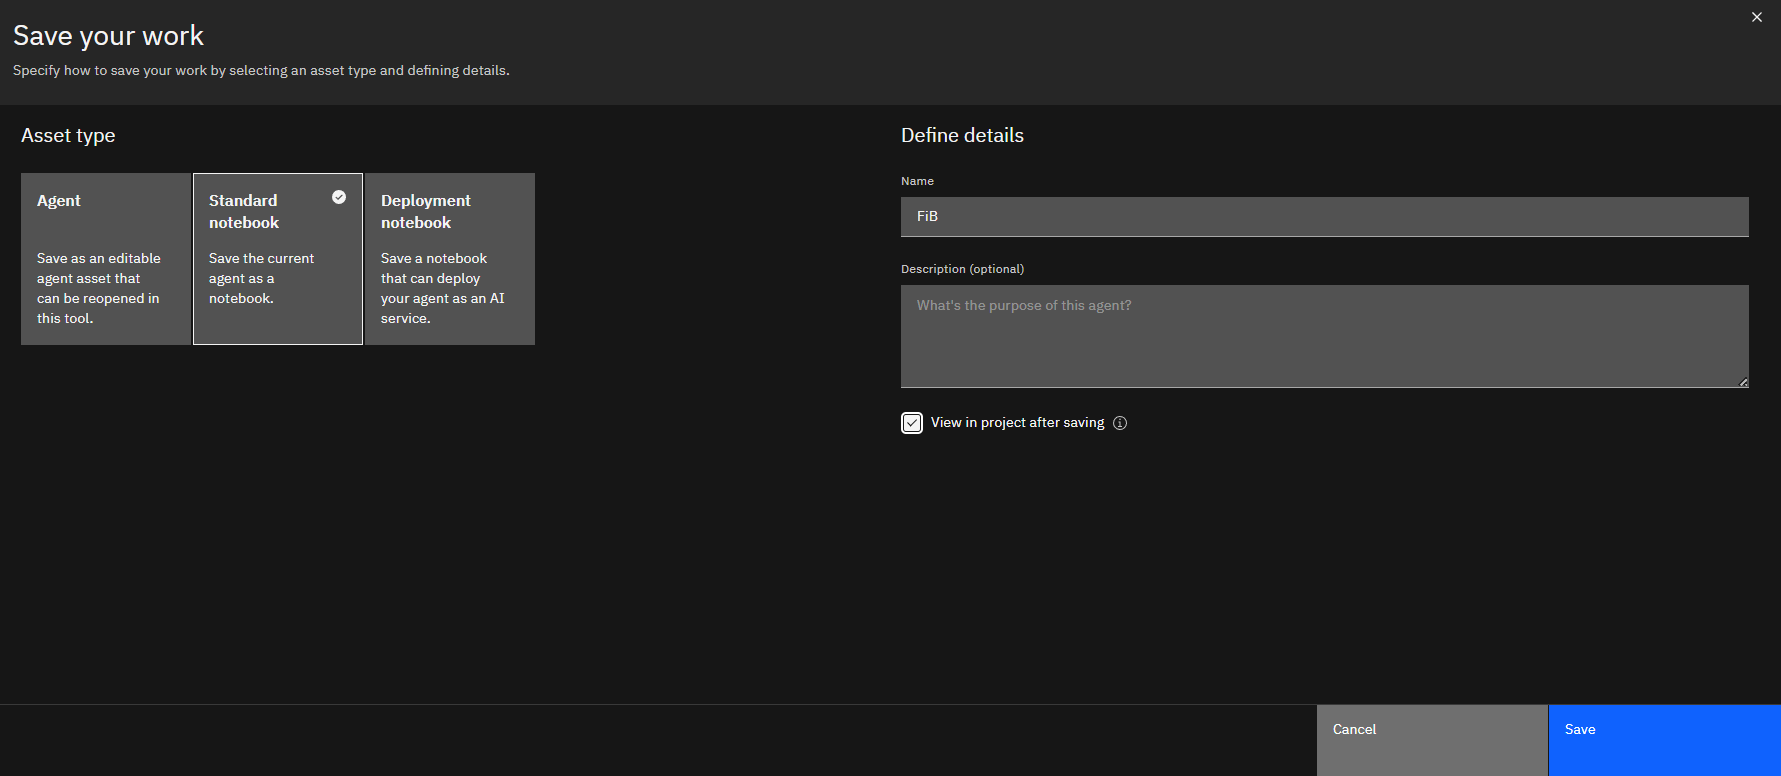 Save your work
Specify how to save your work by selecting an asset type and defining details.
Asset type
Agent
Save as an editable
agent asset that
can be reopened in
this tool.
Standard
notebook
Save the current
agent as a
notebook.
Deployment
notebook
Save a notebook
that can deploy
your agent as an AI
service.
Define details
Name
FiB
Description (optional)
What's the purpose of this agent?
View in project after saving
Cancel
Save